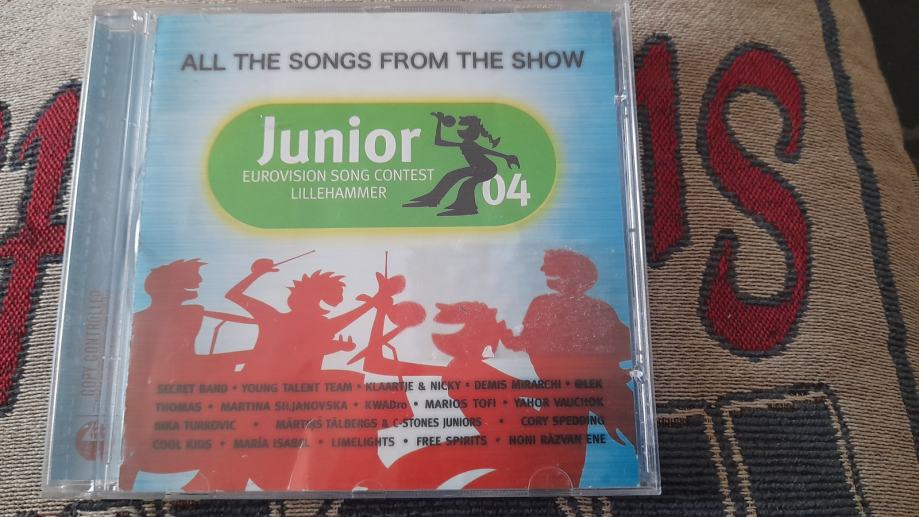 ALL THE SONGS FROM THE SHOW
Junior
EUROVISION SONG CONTEST
LILLEHAMMER
04
SECRET BAND • YOUNG TALENT TEAM • KLAARTJE & NICKY • DEMIS MIRARCHI • @LEK
THOMAS • MARTINA SILJANOVSKA • KWADro • MARIOS TOFI • YAHOR VAUCHOK
NIKA TURKOVIC • MĀRTIŅŠ TĀLBERGS & C-STONES JUNIORS • CORY SPEDDING
COOL KIDS • MARÍA ISABEL • LIMELIGHTS • FREE SPIRITS • NONI RĂZVAN ENE
COPY CONTROLLED